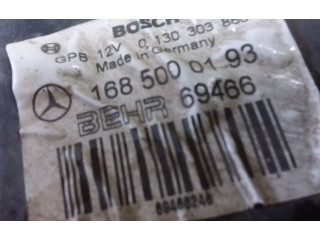 BOSCH
GPB 12V 0 130 303
Made in Germany
168 500 01 93
BEHR 69466